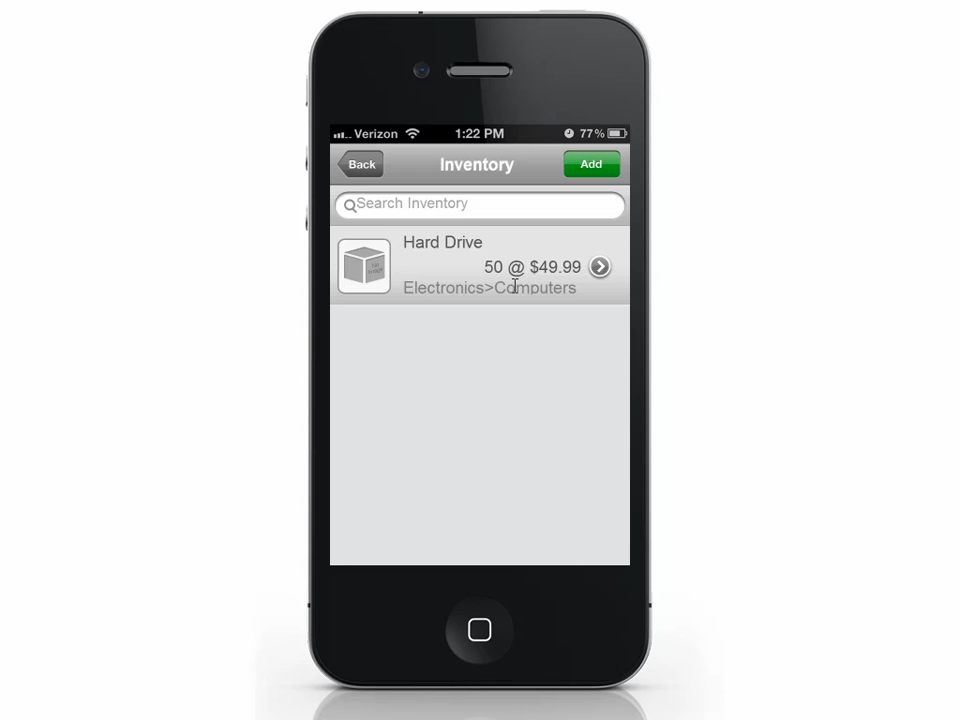 Verizon 1:22 PM 77%
Back Inventory Add
Search Inventory
Hard Drive
50 @ $49.99
Electronics>Computers